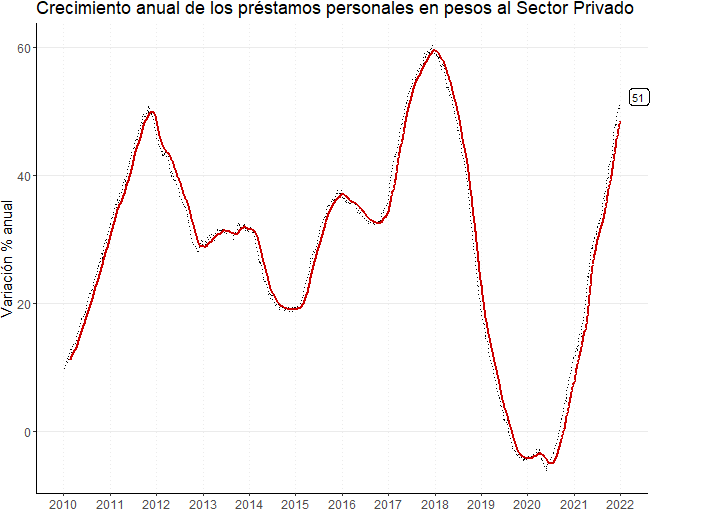 Crecimiento anual de los préstamos personales en pesos al Sector Privado
Variación % anual
60
40
20
0
51
2010 2011 2012 2013 2014 2015 2016 2017 2018 2019 2020 2021 2022